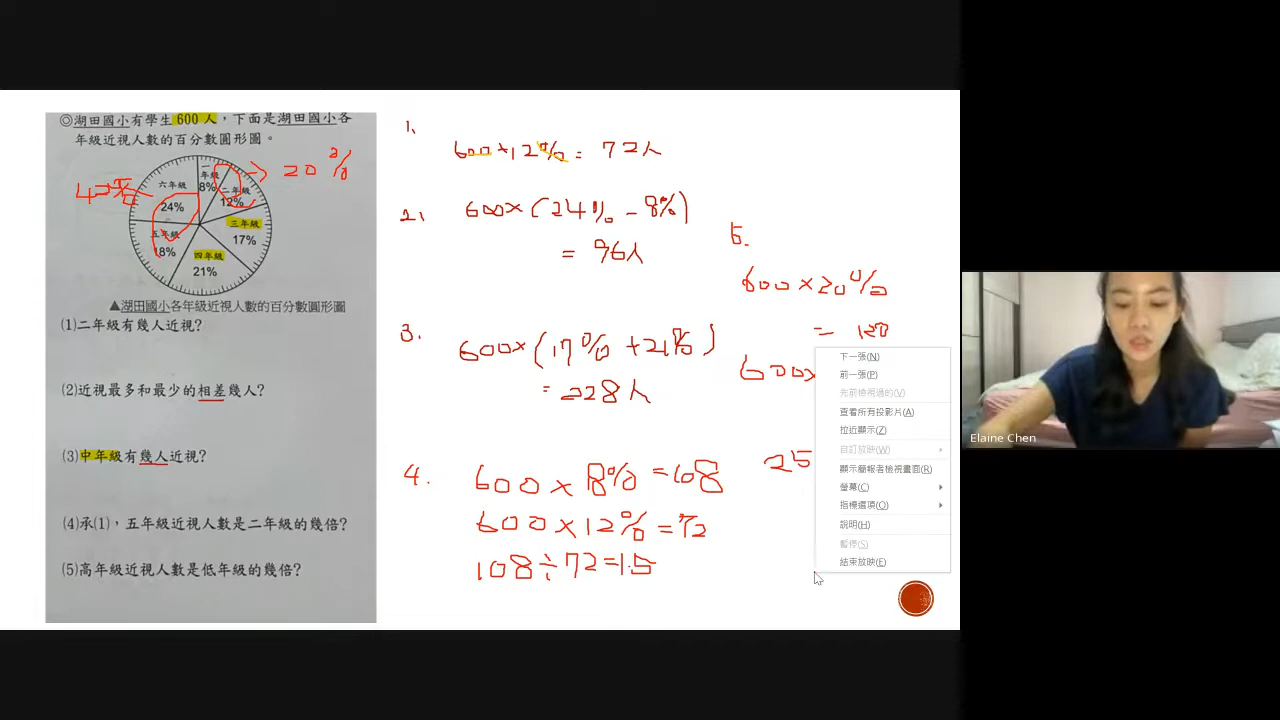 ◎湖田國小有學生600人，下面是湖田國小各
年級近視人數的百分數圓形圖。
一年級
8%
二年級
12%
三年級
17%
四年級
21%
五年級
18%
六年級
24%
20%
▲湖田國小各年級近視人數的百分數圓形圖
(1)二年級有幾人近視?
(2)近視最多和最少的相差幾人?
(3)中年級有幾人近視?
(4)承(1)，五年級近視人數是二年級的幾倍?
(5)高年級近視人數是低年級的幾倍?
1.
600×12%=72人
2.
600×(24%-8%)
=96人
3.
600×(17%+21%)
=228人
4.
600×18%=108
600×12%=72
108÷72=1.5
5.
600×20%
=120
600×
下一張(N)
前一張(P)
先前檢視過的(V)
查看所有投影片(A)
拉近顯示(Z)
自訂放映(W)
顯示簡報者檢視畫面(R)
螢幕(C)
指標選項(O)
說明(H)
暫停(S)
結束放映(E)
Elaine Chen